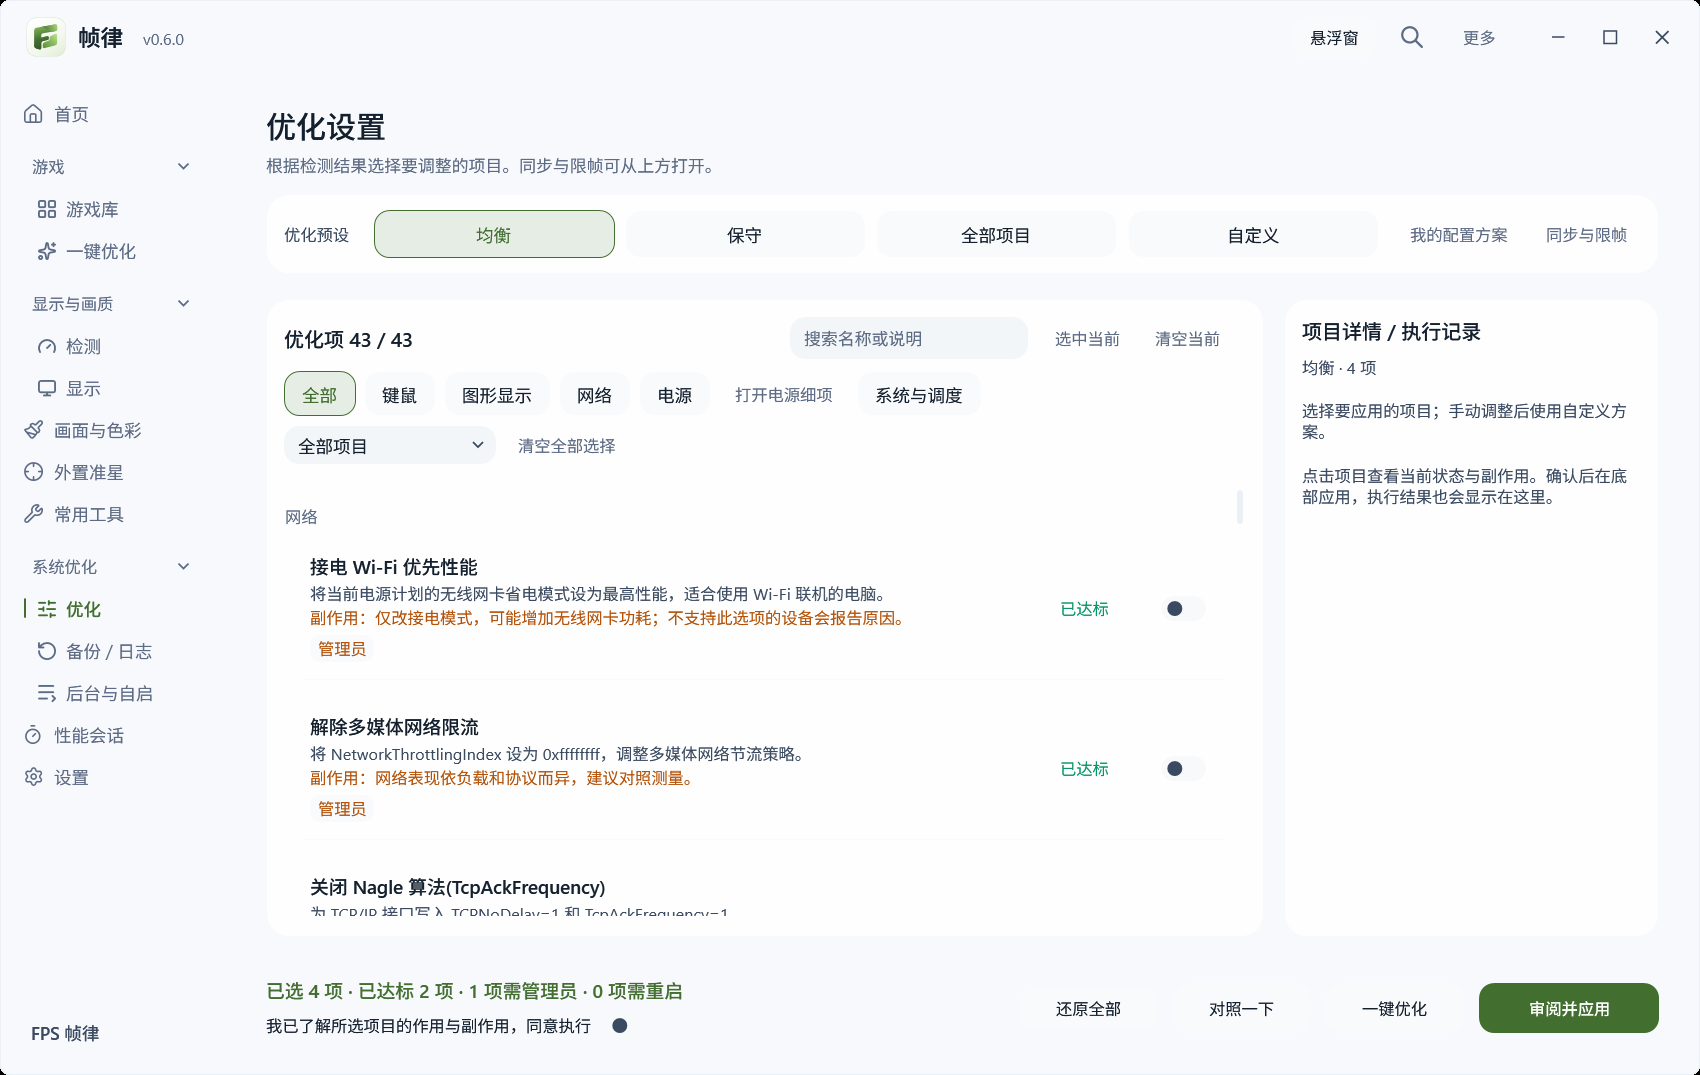 帧律 v0.6.0
悬浮窗 更多
首页
游戏
游戏库
一键优化
显示与画质
检测
显示
画面与色彩
外置准星
常用工具
系统优化
优化
备份 / 日志
后台与自启
性能会话
设置
FPS 帧律
优化设置
根据检测结果选择要调整的项目。同步与限帧可从上方打开。
优化预设 均衡 保守 全部项目 自定义 我的配置方案 同步与限帧
优化项 43 / 43 搜索名称或说明 选中当前 清空当前
全部 键鼠 图形显示 网络 电源 打开电源细项 系统与调度
全部项目 清空全部选择
网络
接电 Wi-Fi 优先性能
将当前电源计划的无线网卡省电模式设为最高性能，适合使用 Wi-Fi 联机的电脑。
副作用：仅改接电模式，可能增加无线网卡功耗；不支持此选项的设备会报告原因。
管理员
已达标
解除多媒体网络限流
将 NetworkThrottlingIndex 设为 0xffffffff，调整多媒体网络节流策略。
副作用：网络表现依负载和协议而异，建议对照测量。
管理员
已达标
关闭 Nagle 算法(TcpAckFrequency)
为 TCP/IP 接口写入 TCPNoDelay=1 和 TcpAckFrequency=1
项目详情 / 执行记录
均衡 · 4 项
选择要应用的项目；手动调整后使用自定义方
案。
点击项目查看当前状态与副作用。确认后在底
部应用，执行结果也会显示在这里。
已选 4 项 · 已达标 2 项 · 1 项需管理员 · 0 项需重启
我已了解所选项目的作用与副作用，同意执行
还原全部 对照一下 一键优化 审阅并应用